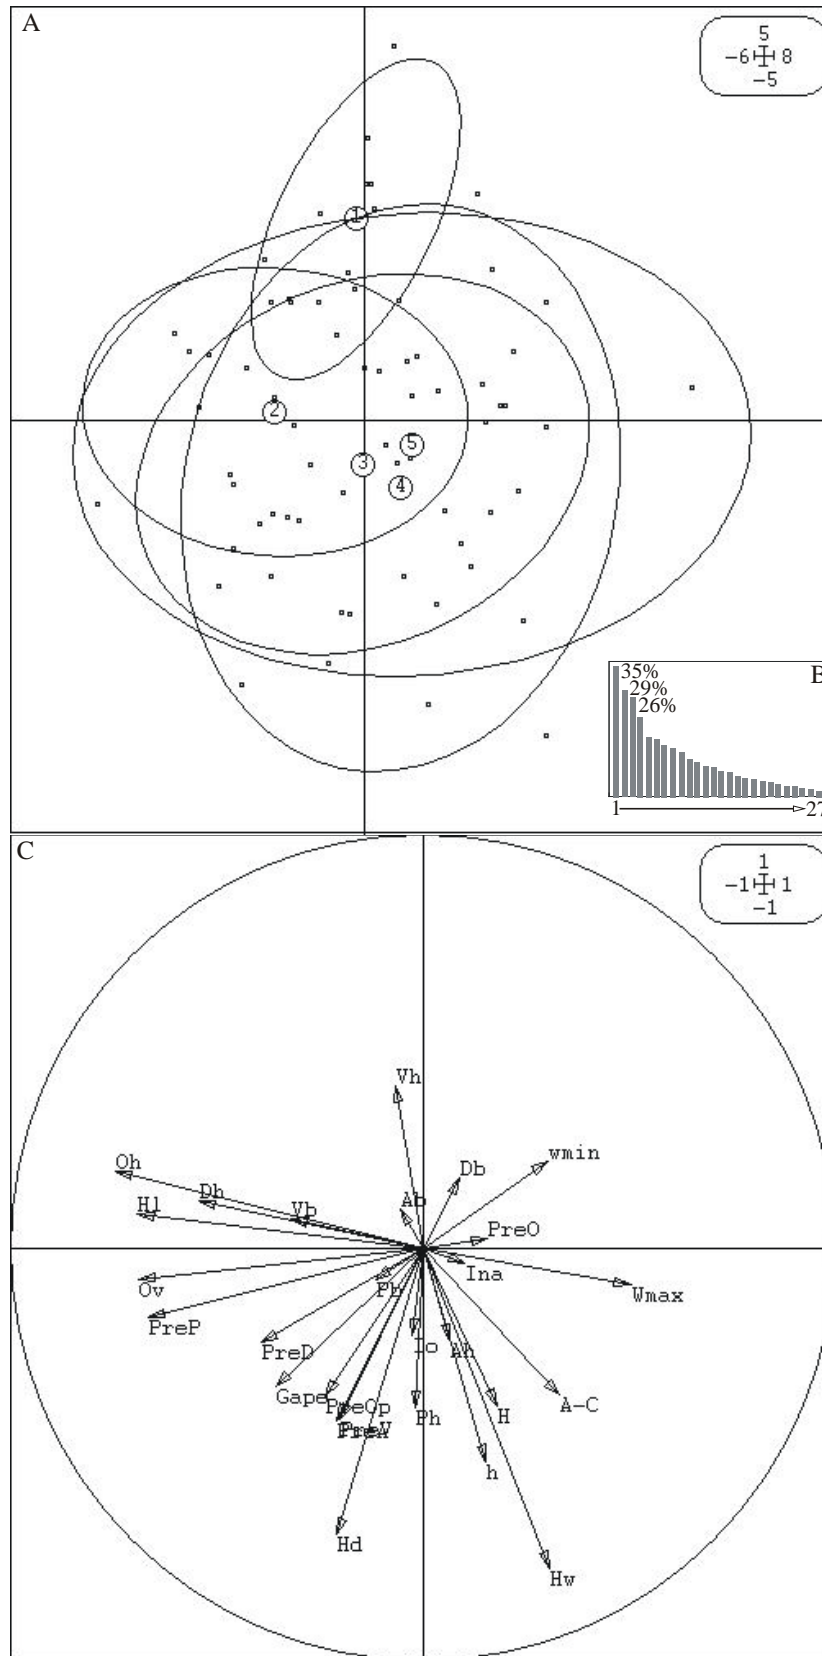 A
5
−6 8
−5
1
2
5
3
4
B
35%
29%
26%
1 27
C
1
−1 1
−1
Vh
wmin
Oh
Db
Dh
Hl
Ab
Vb
PreO
Ina
Ov
Pb
Wmax
PreP
Io
Ah
PreD
Gape
A−C
PreOp
Ph
H
PreV
h
Hd
Hw